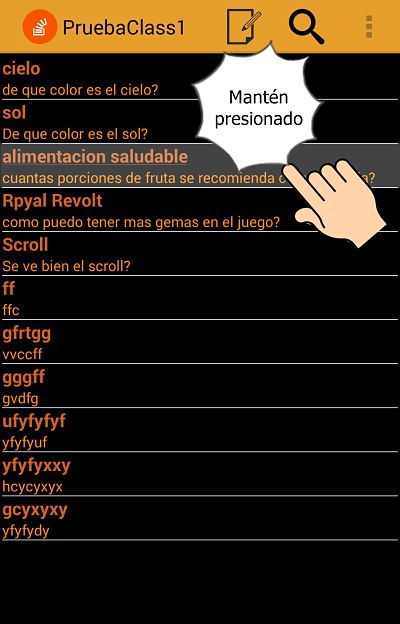 PruebaClass1
Mantén
presionado
cielo
de que color es el cielo?
sol
De que color es el sol?
alimentacion saludable
cuantas porciones de fruta se recomienda
Rpyal Revolt
como puedo tener mas gemas en el juego?
Scroll
Se ve bien el scroll?
ff
ffc
gfrtgg
vvccff
gggff
gvdfg
ufyfyfyf
yfyfyuf
yfyfyxxy
hcycyxyx
gcyxyxy
yfyfydy